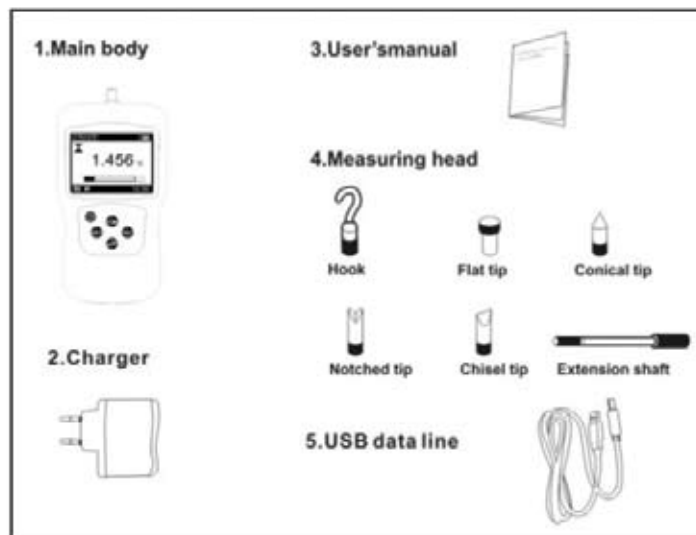 1.Main body
1.456
2.Charger
3.User'smanual
4.Measuring head
Hook
Flat tip
Conical tip
Notched tip
Chisel tip
Extension shaft
5.USB data line